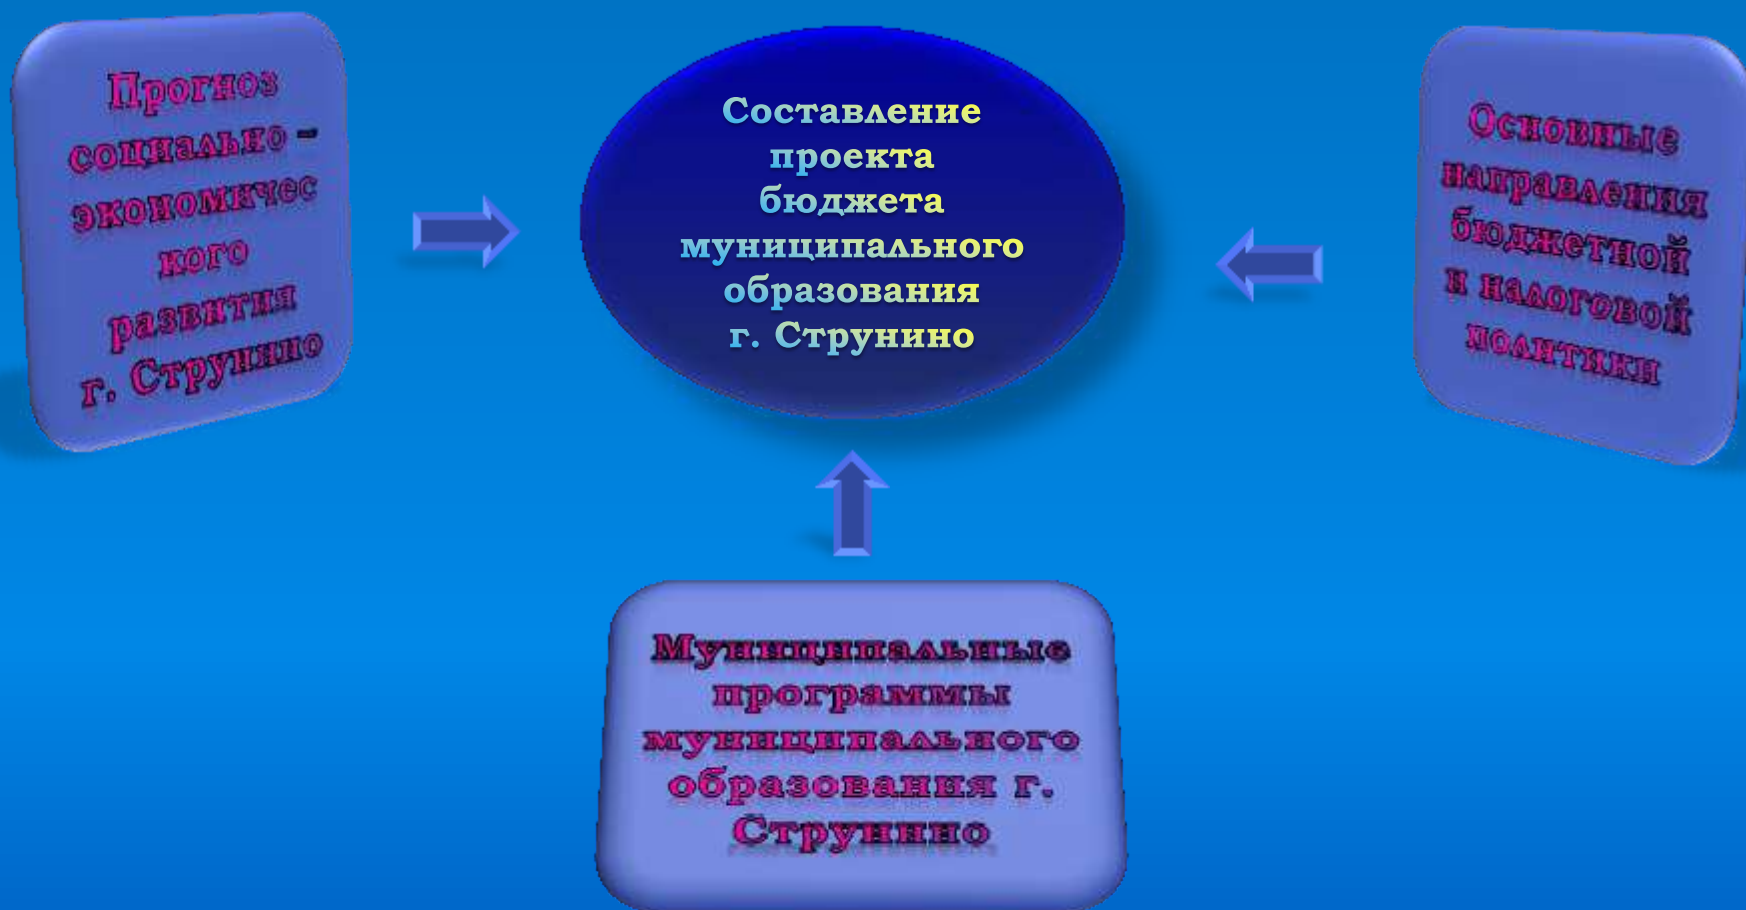 Прогноз
социально –
экономичес
кого
развития
г. Струнино
Составление
проекта
бюджета
муниципального
образования
г. Струнино
Основные
направления
бюджетной
и налоговой
политики
Муниципальные
программы
муниципального
образования г.
Струнино